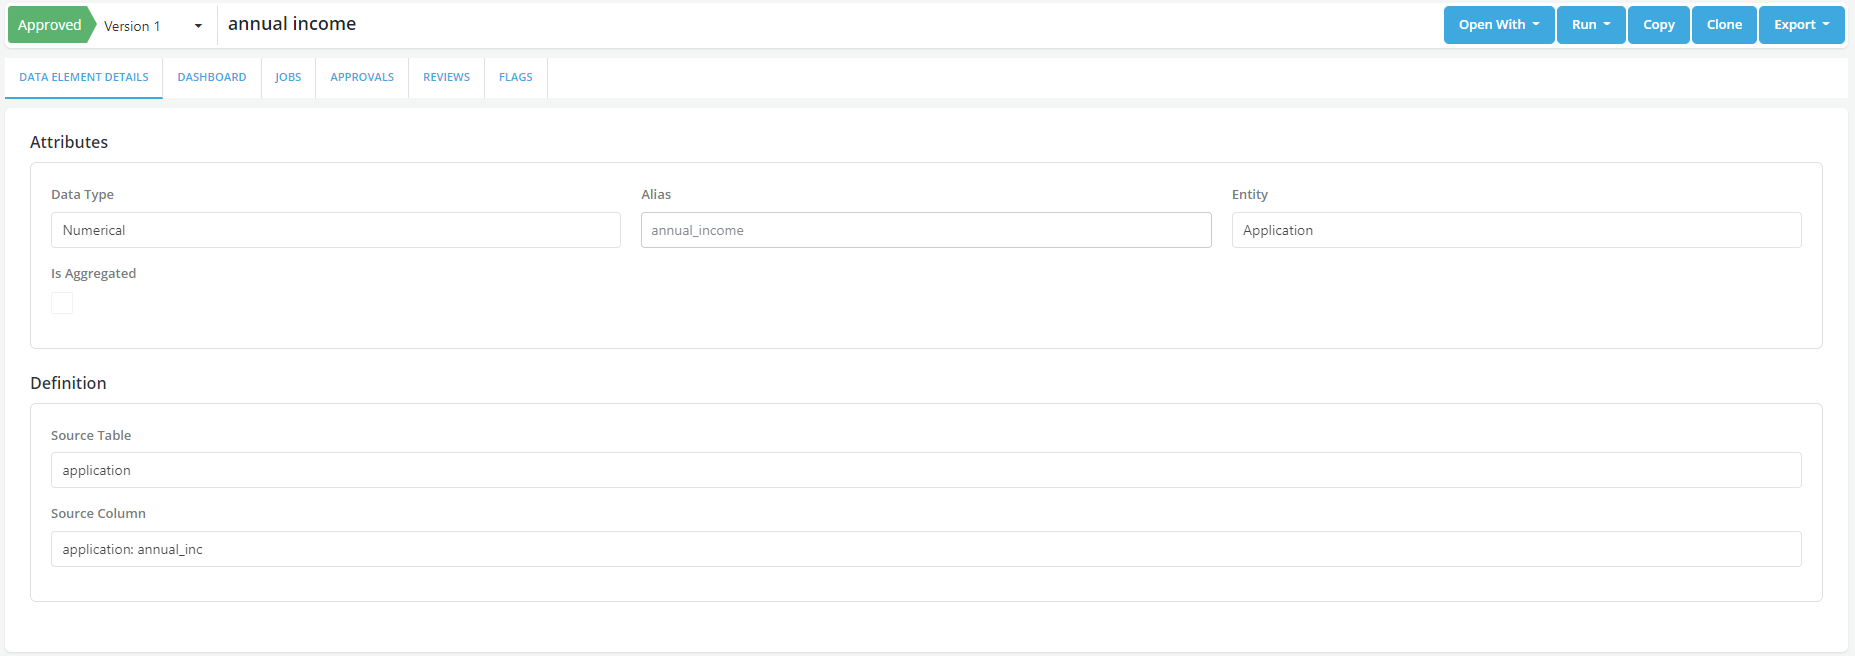 Approved Version 1 annual income Open With Run Copy Clone Export
DATA ELEMENT DETAILS DASHBOARD JOBS APPROVALS REVIEWS FLAGS
Attributes
Data Type Alias Entity
Numerical annual_income Application
Is Aggregated
Definition
Source Table
application
Source Column
application: annual_inc